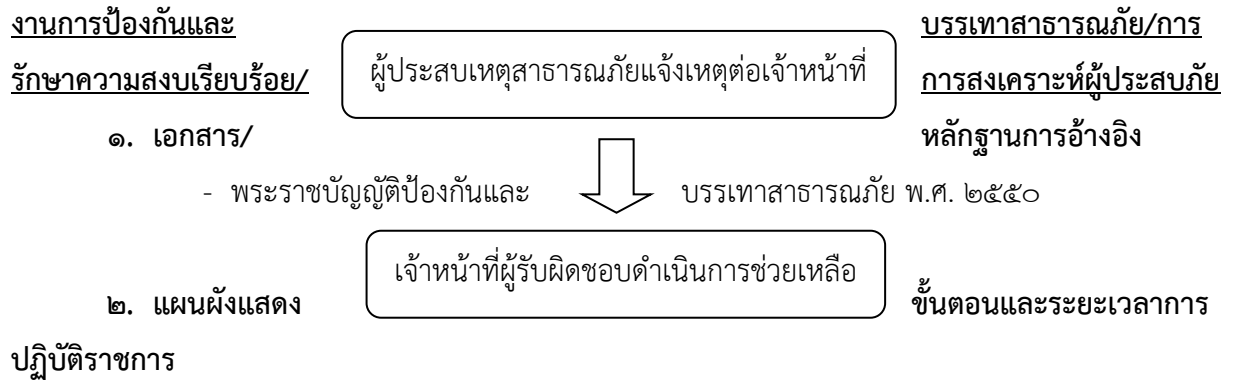 งานการป้องกันและ บรรเทาสาธารณภัย/การ
รักษาความสงบเรียบร้อย/ การสงเคราะห์ผู้ประสบภัย
ผู้ประสบเหตุสาธารณภัยแจ้งเหตุต่อเจ้าหน้าที่
๑. เอกสาร/ หลักฐานการอ้างอิง
- พระราชบัญญัติป้องกันและ บรรเทาสาธารณภัย พ.ศ. ๒๕๕๐
เจ้าหน้าที่ผู้รับผิดชอบดำเนินการช่วยเหลือ
๒. แผนผังแสดง ขั้นตอนและระยะเวลาการ
ปฏิบัติราชการ